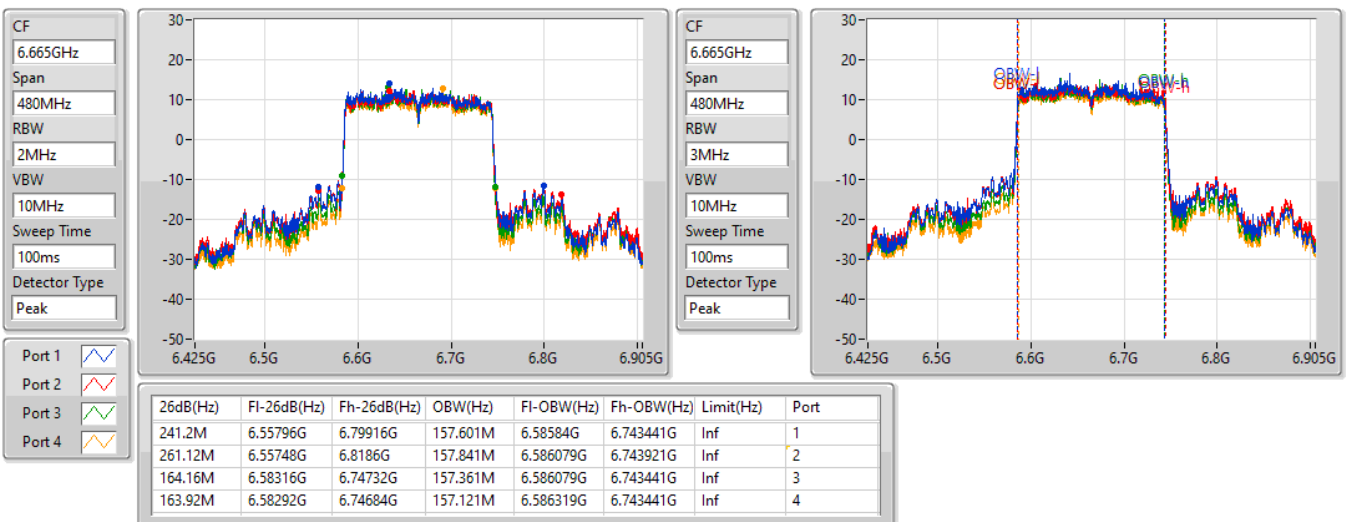 CF
6.665GHz
Span
480MHz
RBW
2MHz
VBW
10MHz
Sweep Time
100ms
Detector Type
Peak
30
20
10
0
-10
-20
-30
-40
-50
6.425G 6.5G 6.6G 6.7G 6.8G 6.905G
CF
6.665GHz
Span
480MHz
RBW
3MHz
VBW
10MHz
Sweep Time
100ms
Detector Type
Peak
30
20
10
0
-10
-20
-30
-40
-50
OBW-l OBW-h
6.425G 6.5G 6.6G 6.7G 6.8G 6.905G
Port 1
Port 2
Port 3
Port 4
26dB(Hz) Fl-26dB(Hz) Fh-26dB(Hz) OBW(Hz) Fl-OBW(Hz) Fh-OBW(Hz) Limit(Hz) Port
241.2M 6.55796G 6.79916G 157.601M 6.58584G 6.743441G Inf 1
261.12M 6.55748G 6.8186G 157.841M 6.586079G 6.743921G Inf 2
164.16M 6.58316G 6.74732G 157.361M 6.586079G 6.743441G Inf 3
163.92M 6.58292G 6.74684G 157.121M 6.586319G 6.743441G Inf 4